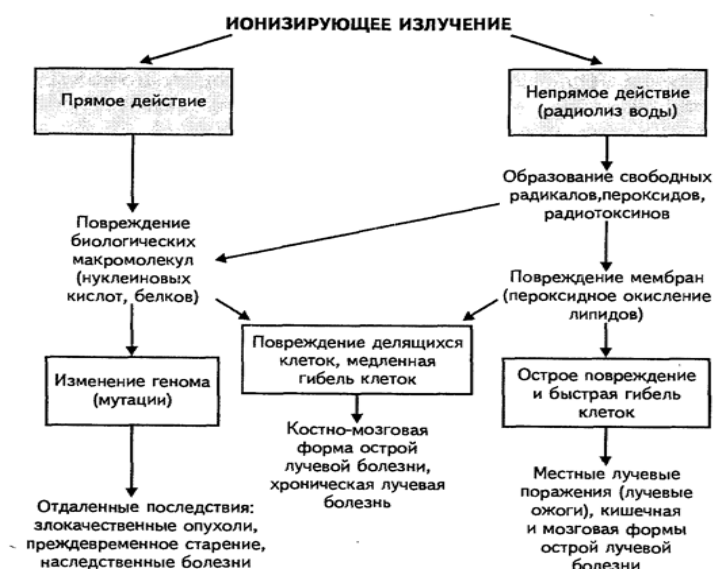 ИОНИЗИРУЮЩЕЕ ИЗЛУЧЕНИЕ
Прямое действие
Непрямое действие
(радиолиз воды)
Образование свободных
радикалов,пероксидов,
радиотоксинов
Повреждение
биологических
макромолекул
(нуклеиновых
кислот, белков)
Повреждение мембран
(пероксидное окисление
липидов)
Повреждение делящихся
клеток, медленная
гибель клеток
Изменение генома
(мутации)
Острое повреждение
и быстрая гибель
клеток
Костно-мозговая
форма острой
лучевой болезни,
хроническая лучевая
болезнь
Отдаленные последствия:
злокачественные опухоли,
преждевременное старение,
наследственные болезни
Местные лучевые
поражения (лучевые
ожоги), кишечная
и мозговая формы
острой лучевой
болезни